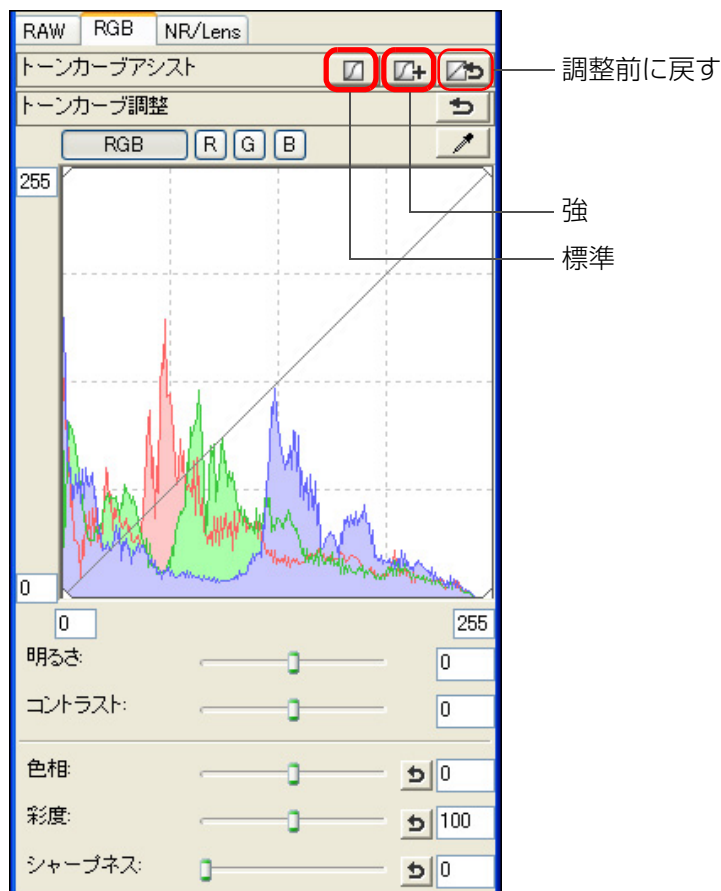 RAW RGB NR/Lens
トーンカーブアシスト
調整前に戻す
トーンカーブ調整
RGB R G B
255
強
標準
0
0 255
明るさ: 0
コントラスト: 0
色相: 0
彩度: 100
シャープネス: 0